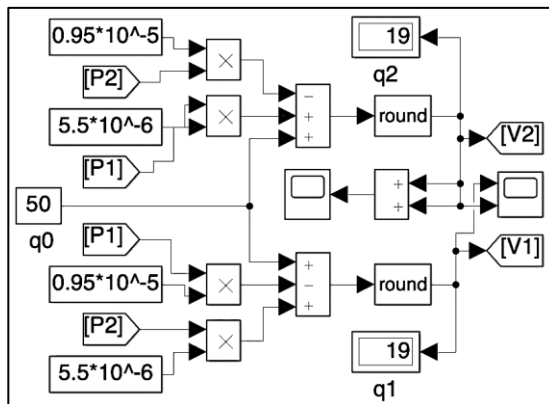 0.95*10^-5
19
[P2]
q2
5.5*10^-6
round
[V2]
[P1]
50
q0
[P1]
[V1]
0.95*10^-5
round
[P2]
19
5.5*10^-6
q1